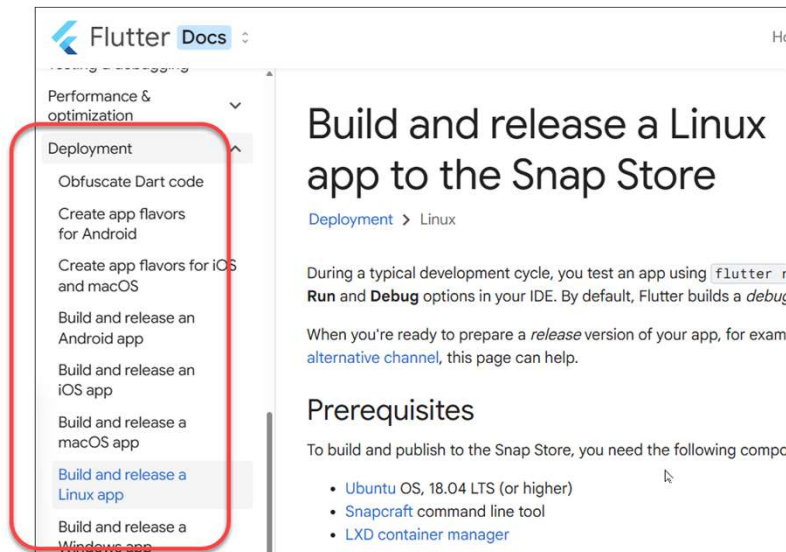 Flutter Docs
Testing & debugging
Performance &
optimization
Deployment
Obfuscate Dart code
Create app flavors
for Android
Create app flavors for iOS
and macOS
Build and release an
Android app
Build and release an
iOS app
Build and release a
macOS app
Build and release a
Linux app
Build and release a
Windows app
Build and release a Linux
app to the Snap Store
Deployment > Linux
During a typical development cycle, you test an app using flutter
Run and Debug options in your IDE. By default, Flutter builds a
When you're ready to prepare a release version of your app, for
alternative channel, this page can help.
Prerequisites
To build and publish to the Snap Store, you need the following
• Ubuntu OS, 18.04 LTS (or higher)
• Snapcraft command line tool
• LXD container manager